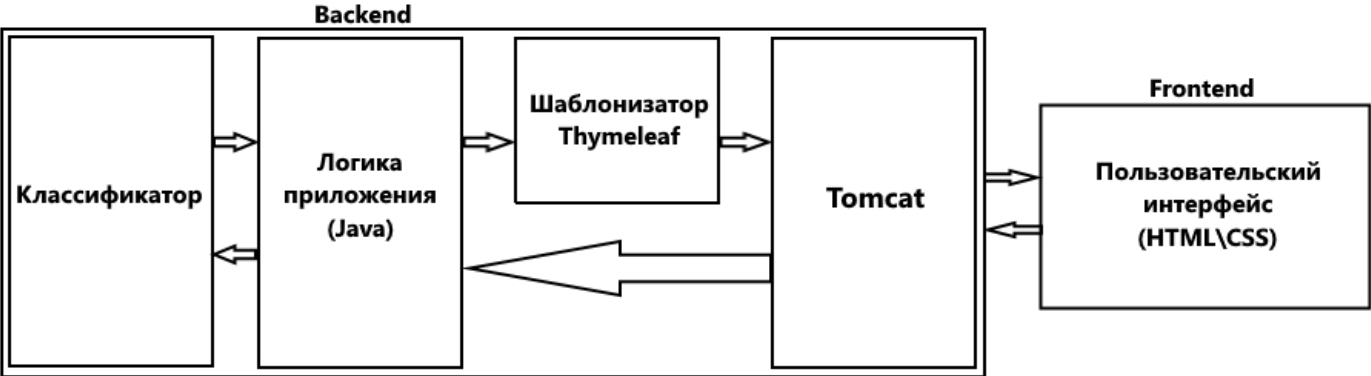 Backend
Классификатор
Логика
приложения
(Java)
Шаблонизатор
Thymeleaf
Tomcat
Frontend
Пользовательский
интерфейс
(HTML\CSS)